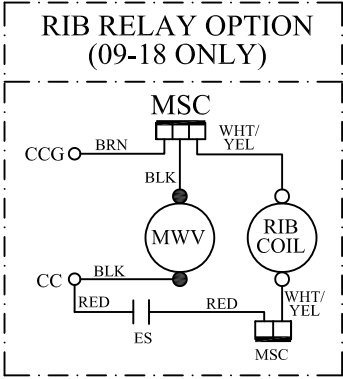 RIB RELAY OPTION
(09-18 ONLY)
MSC
CCG
BRN
WHT/
YEL
BLK
MWV
RIB
COIL
CC
BLK
RED
RED
WHT/
YEL
ES
MSC